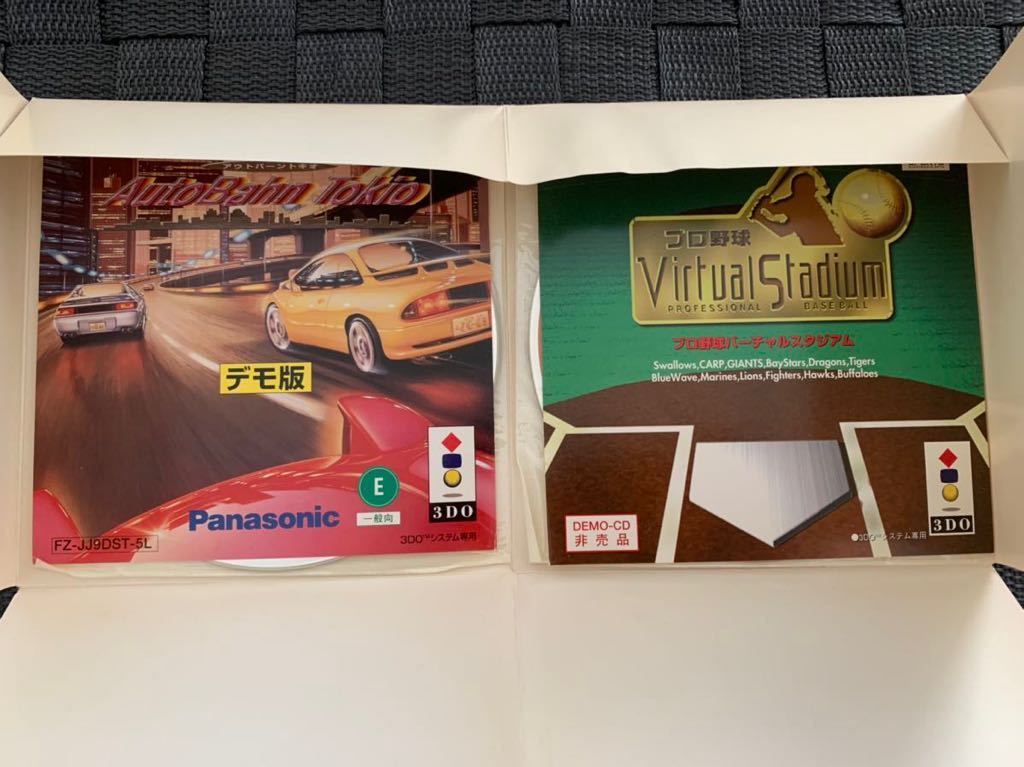 アウトバーントキオ
AutoBahn Tokio
デモ版
E
一般向
Panasonic
3DO
FZ-JJ9DST-5L
3DO™システム専用
プロ野球
Virtual Stadium
PROFESSIONAL BASEBALL
プロ野球バーチャルスタジアム
Swallows,CARP,GIANTS,BayStars,Dragons,Tigers
BlueWave,Marines,Lions,Fighters,Hawks,Buffaloes
DEMO-CD
非売品
3DO
●3DO™システム専用